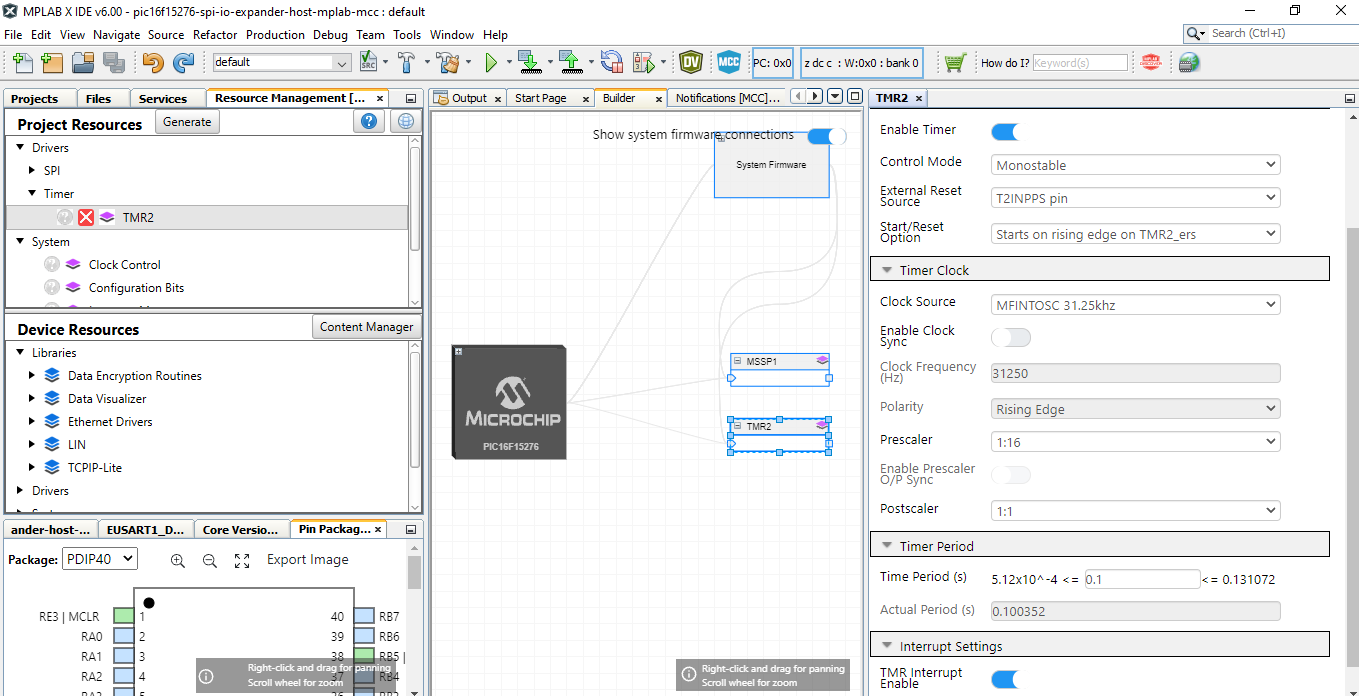 MPLAB X IDE v6.00 - pic16f15276-spi-io-expander-host-mplab-mcc : default
File Edit View Navigate Source Refactor Production Debug Team Tools Window Help
Search (Ctrl+I)
default
SRC
DV
MCC
PC: 0x0
z dc c : W:0x0 : bank 0
How do I?
Keyword(s)
Projects
Files
Services
Resource Management [...
Project Resources
Generate
Drivers
SPI
Timer
TMR2
System
Clock Control
Configuration Bits
Device Resources
Content Manager
Libraries
Data Encryption Routines
Data Visualizer
Ethernet Drivers
LIN
TCPIP-Lite
Drivers
ander-host-...
EUSART1_D...
Core Versio...
Pin Packag...
Package:
PDIP40
Export Image
RE3 | MCLR
1
40
RB7
RA0
2
39
RB6
RA1
3
38
RB5 |
RA2
4
37
RB4
Right-click and drag for panning
Scroll wheel for zoom
Output
Start Page
Builder
Notifications [MCC]...
Show system firmware connections
System Firmware
MSSP1
TMR2
MICROCHIP
PIC16F15276
Right-click and drag for panning
Scroll wheel for zoom
TMR2
Enable Timer
Control Mode
Monostable
External Reset
Source
T2INPPS pin
Start/Reset
Option
Starts on rising edge on TMR2_ers
Timer Clock
Clock Source
MFINTOSC 31.25khz
Enable Clock
Sync
Clock Frequency
(Hz)
31250
Polarity
Rising Edge
Prescaler
1:16
Enable Prescaler
O/P Sync
Postscaler
1:1
Timer Period
Time Period (s)
5.12x10^-4 <=
0.1
<= 0.131072
Actual Period (s)
0.100352
Interrupt Settings
TMR Interrupt
Enable